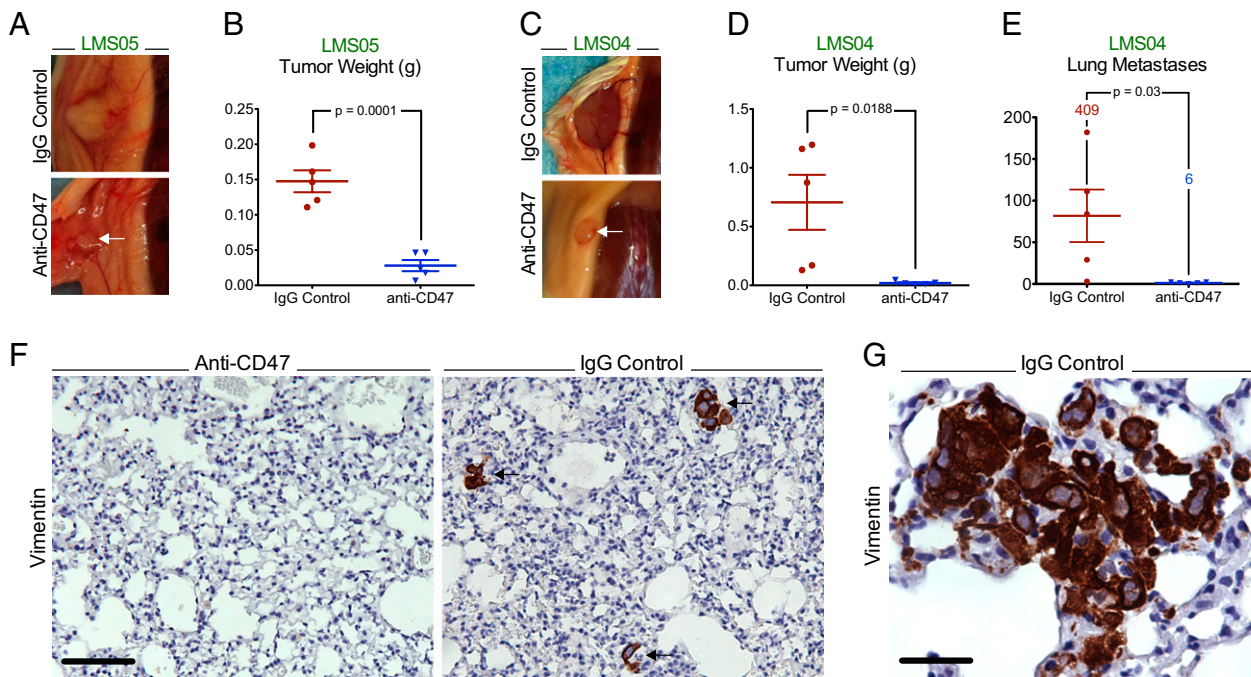 A
LMS05
IgG Control
Anti-CD47
B
LMS05
Tumor Weight (g)
p = 0.0001
0.25
0.20
0.15
0.10
0.05
0.00
IgG Control
anti-CD47
C
LMS04
IgG Control
Anti-CD47
D
LMS04
Tumor Weight (g)
p = 0.0188
1.5
1.0
0.5
0.0
IgG Control
anti-CD47
E
LMS04
Lung Metastases
p = 0.03
409
6
200
150
100
50
0
IgG Control
anti-CD47
F
Anti-CD47
IgG Control
Vimentin
G
IgG Control
Vimentin